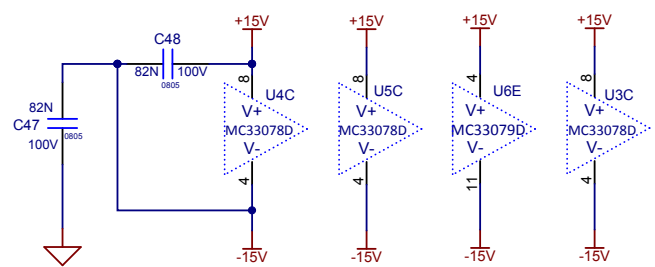 +15V +15V +15V +15V
C48
82N 100V
0805
8 U4C 8 U5C 4 U6E 8 U3C
82N
C47 0805
100V
V+ V+ V+ V+
MC33078D MC33078D MC33079D MC33078D
V- V- V- V-
4 4 11 4
-15V -15V -15V -15V